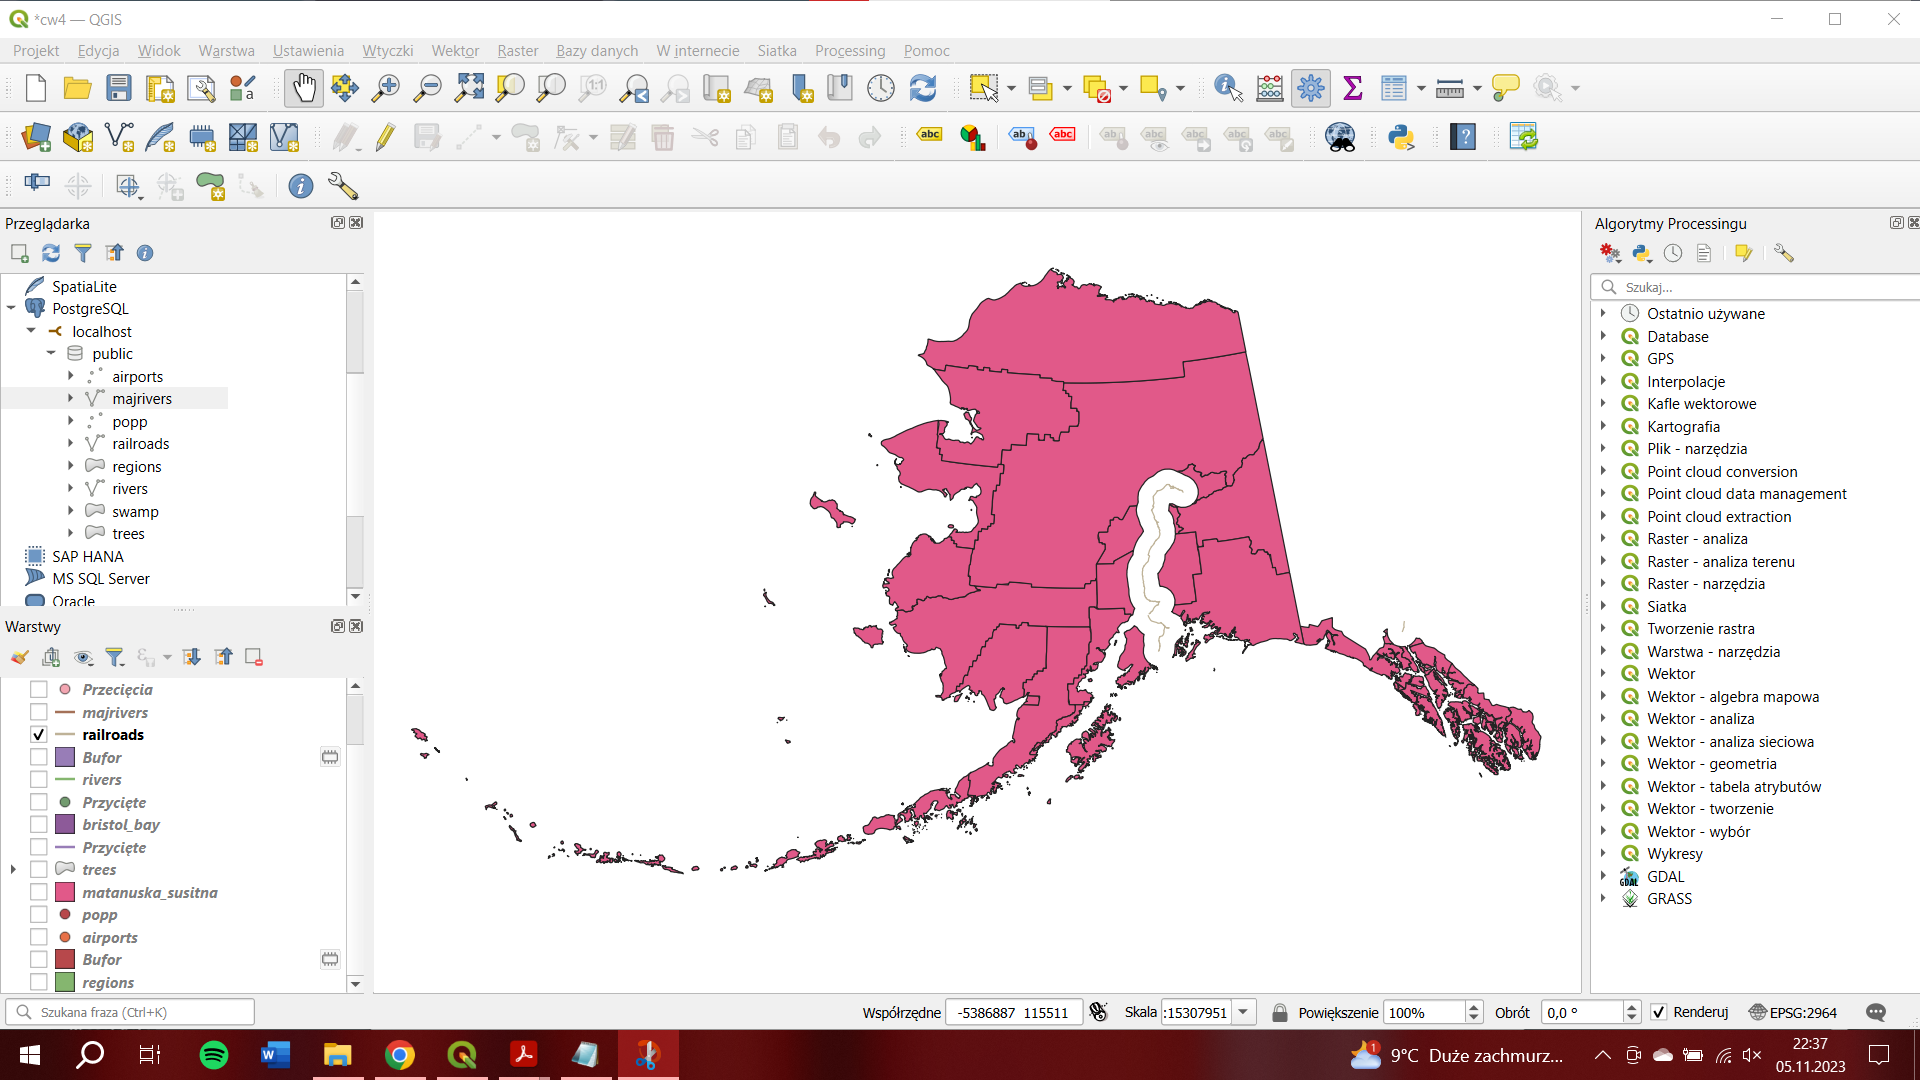 *cw4 — QGIS
Projekt Edycja Widok Warstwa Ustawienia Wtyczki Wektor Raster Bazy danych W internecie Siatka Processing Pomoc
Przeglądarka
SpatiaLite
PostgreSQL
localhost
public
airports
majrivers
popp
railroads
regions
rivers
swamp
trees
SAP HANA
MS SQL Server
Oracle
Warstwy
Przecięcia
majrivers
railroads
Bufor
rivers
Przycięte
bristol_bay
Przycięte
trees
matanuska_susitna
popp
airports
Bufor
regions
Algorytmy Processingu
Szukaj...
Ostatnio używane
Database
GPS
Interpolacje
Kafle wektorowe
Kartografia
Plik - narzędzia
Point cloud conversion
Point cloud data management
Point cloud extraction
Raster - analiza
Raster - analiza terenu
Raster - narzędzia
Siatka
Tworzenie rastra
Warstwa - narzędzia
Wektor
Wektor - algebra mapowa
Wektor - analiza
Wektor - analiza sieciowa
Wektor - geometria
Wektor - tabela atrybutów
Wektor - tworzenie
Wektor - wybór
Wykresy
GDAL
GRASS
Szukana fraza (Ctrl+K)
Współrzędne -5386887 115511 Skala :15307951 Powiększenie 100% Obrót 0,0 ° Renderuj EPSG:2964
9°C Duże zachmurz...
22:37
05.11.2023